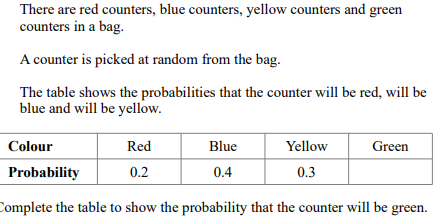 There are red counters, blue counters, yellow counters and green
counters in a bag.
A counter is picked at random from the bag.
The table shows the probabilities that the counter will be red, will be
blue and will be yellow.
Colour Red Blue Yellow Green
Probability 0.2 0.4 0.3
Complete the table to show the probability that the counter will be green.